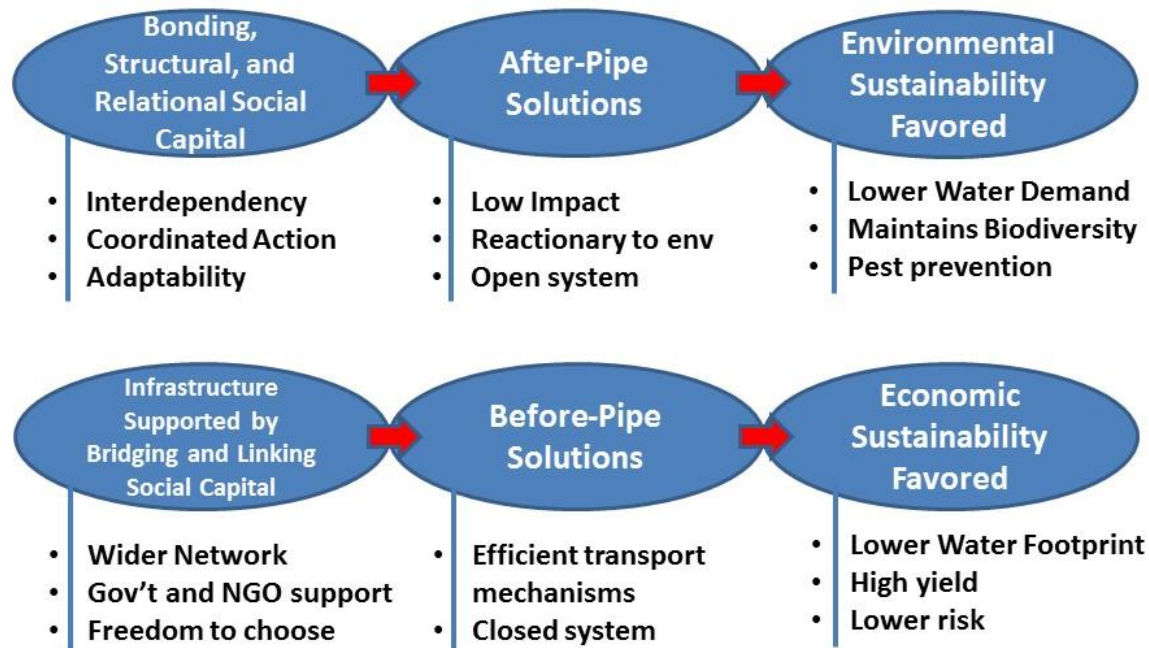 Bonding,
Structural, and
Relational Social
Capital
After-Pipe
Solutions
Environmental
Sustainability
Favored
• Interdependency
• Coordinated Action
• Adaptability
• Low Impact
• Reactionary to env
• Open system
• Lower Water Demand
• Maintains Biodiversity
• Pest prevention
Infrastructure
Supported by
Bridging and Linking
Social Capital
Before-Pipe
Solutions
Economic
Sustainability
Favored
• Wider Network
• Gov't and NGO support
• Freedom to choose
• Efficient transport
mechanisms
• Closed system
• Lower Water Footprint
• High yield
• Lower risk